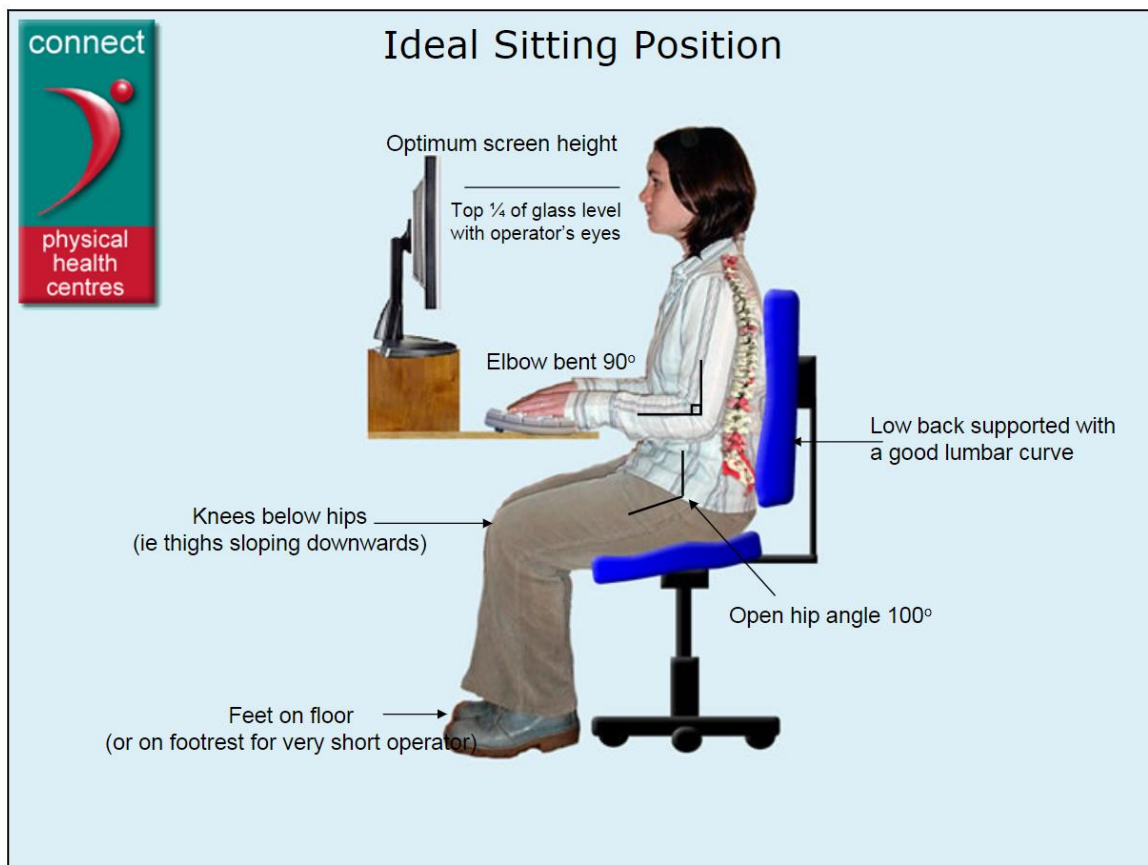 connect
physical
health
centres
Ideal Sitting Position
Optimum screen height
Top ¼ of glass level
with operator's eyes
Elbow bent 90º
Low back supported with
a good lumbar curve
Knees below hips
(ie thighs sloping downwards)
Open hip angle 100º
Feet on floor
(or on footrest for very short operator)